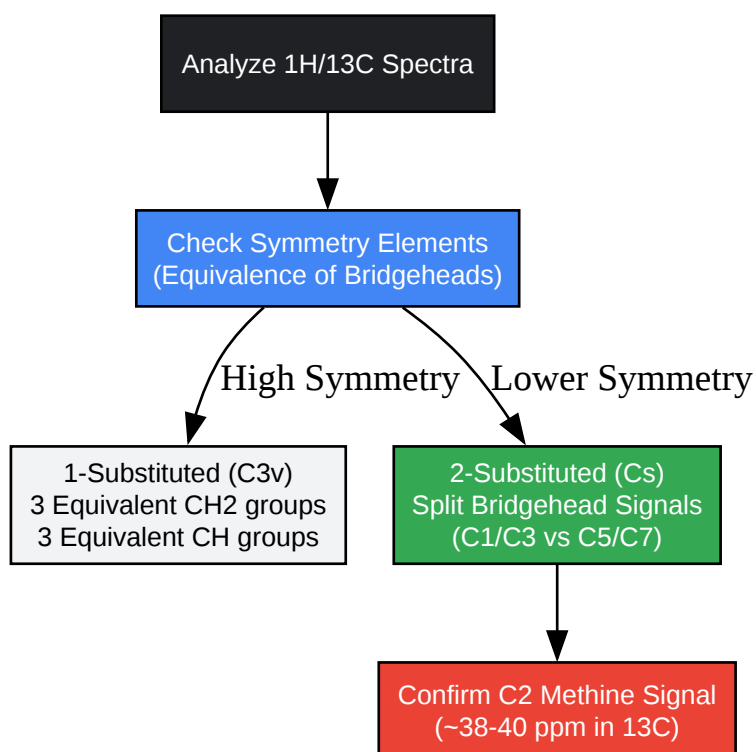 Analyze 1H/13C Spectra
Check Symmetry Elements
(Equivalence of Bridgeheads)
High Symmetry
Lower Symmetry
1-Substituted (C3v)
3 Equivalent CH2 groups
3 Equivalent CH groups
2-Substituted (Cs)
Split Bridgehead Signals
(C1/C3 vs C5/C7)
Confirm C2 Methine Signal
(~38-40 ppm in 13C)